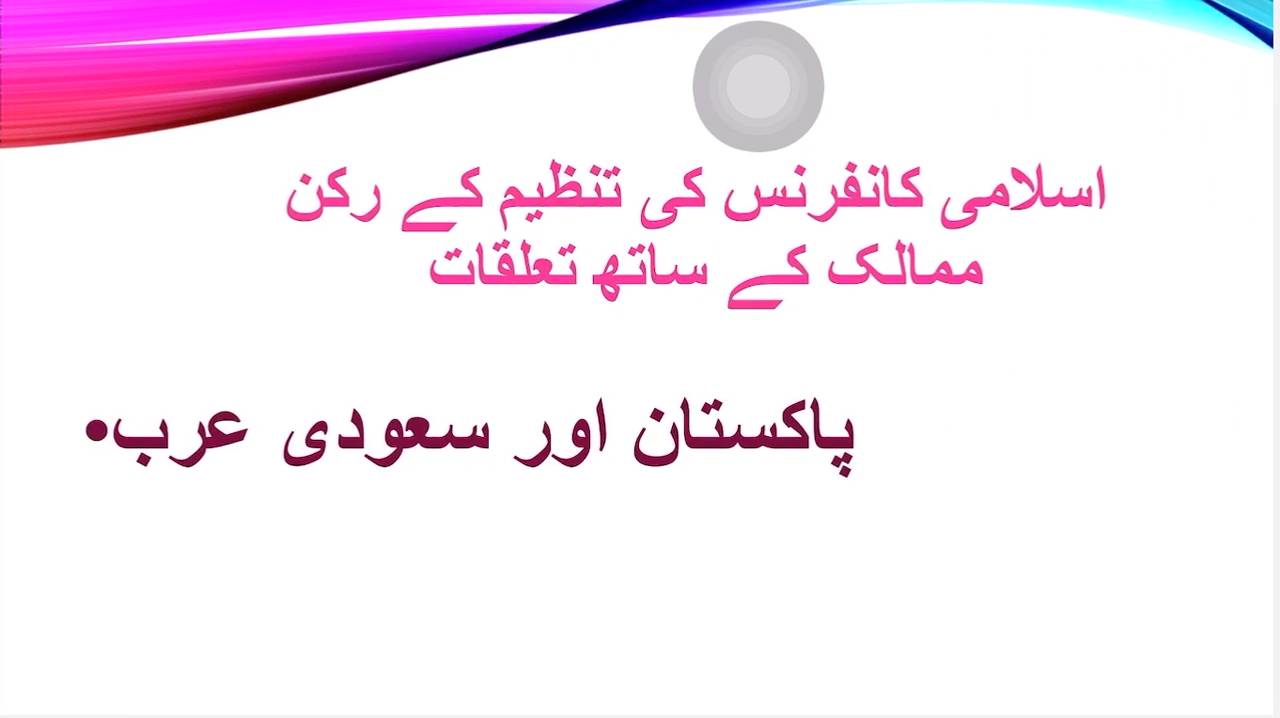 اسلامی کانفرنس کی تنظیم کے رکن
ممالک کے ساتھ تعلقات
پاکستان اور سعودی عرب•